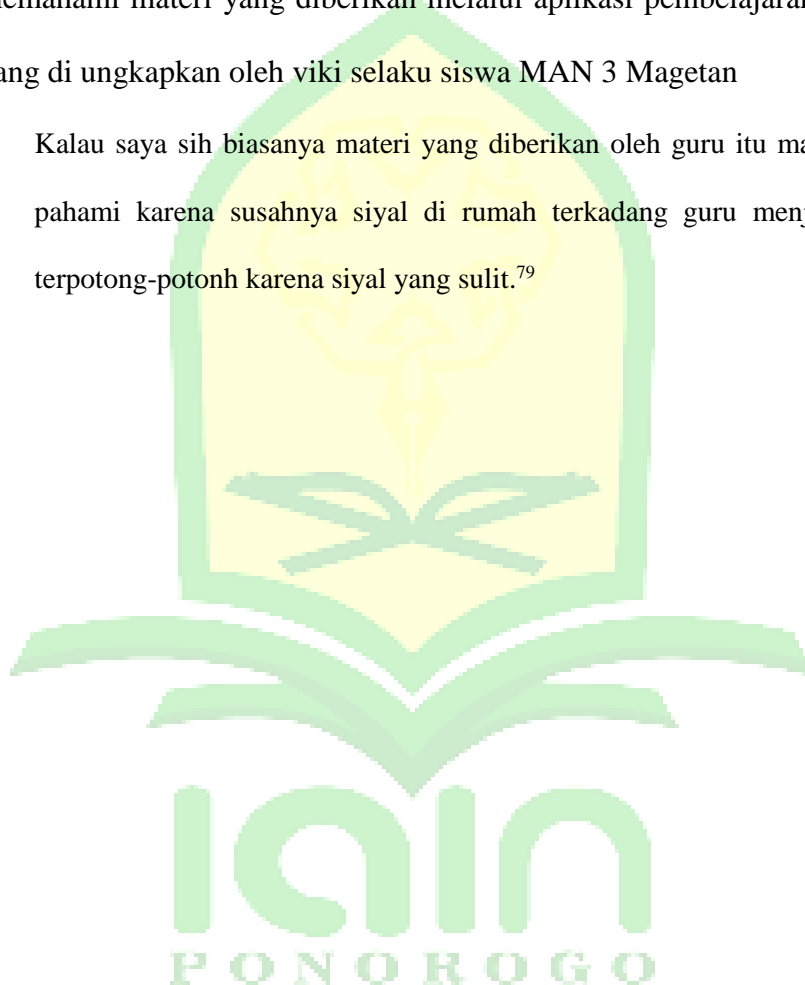 memahami materi yang diberikan melalui aplikasi pembelajaran
yang di ungkapkan oleh viki selaku siswa MAN 3 Magetan
Kalau saya sih biasanya materi yang diberikan oleh guru itu
pahami karena susahnya siyal di rumah terkadang guru
terpotong-potonh karena siyal yang sulit.79
iain
PONOROGO